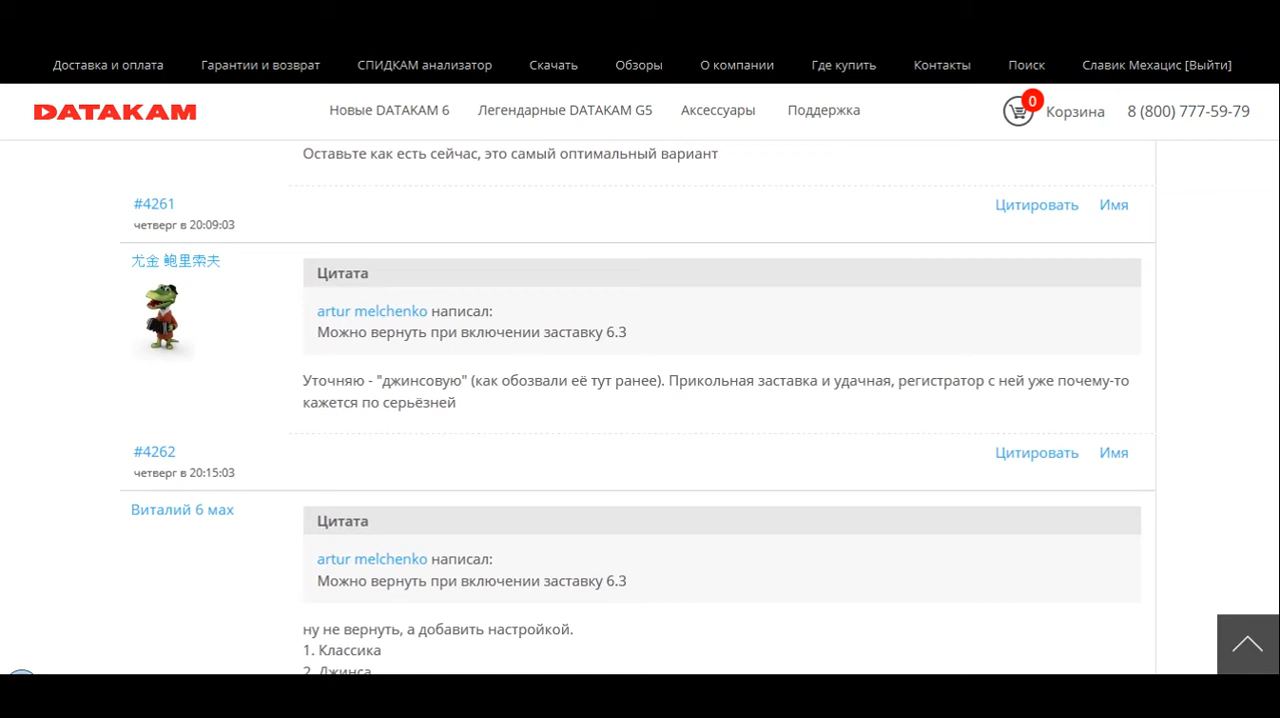 Доставка и оплата Гарантии и возврат СПИДКАМ анализатор Скачать Обзоры О компании Где купить Контакты Поиск Славик Мехацис [Выйти]
DATAKAM Новые DATAKAM 6 Легендарные DATAKAM G5 Аксессуары Поддержка 0 Корзина 8 (800) 777-59-79
Оставьте как есть сейчас, это самый оптимальный вариант
#4261 Цитировать Имя
четверг в 20:09:03
尤金 鲍里索夫
Цитата
artur melchenko написал:
Можно вернуть при включении заставку 6.3
Уточняю - "джинсовую" (как обозвали её тут ранее). Прикольная заставка и удачная, регистратор с ней уже почему-то
кажется по серьёзней
#4262 Цитировать Имя
четверг в 20:15:03
Виталий 6 мах
Цитата
artur melchenko написал:
Можно вернуть при включении заставку 6.3
ну не вернуть, а добавить настройкой.
1. Классика
2. Джинса